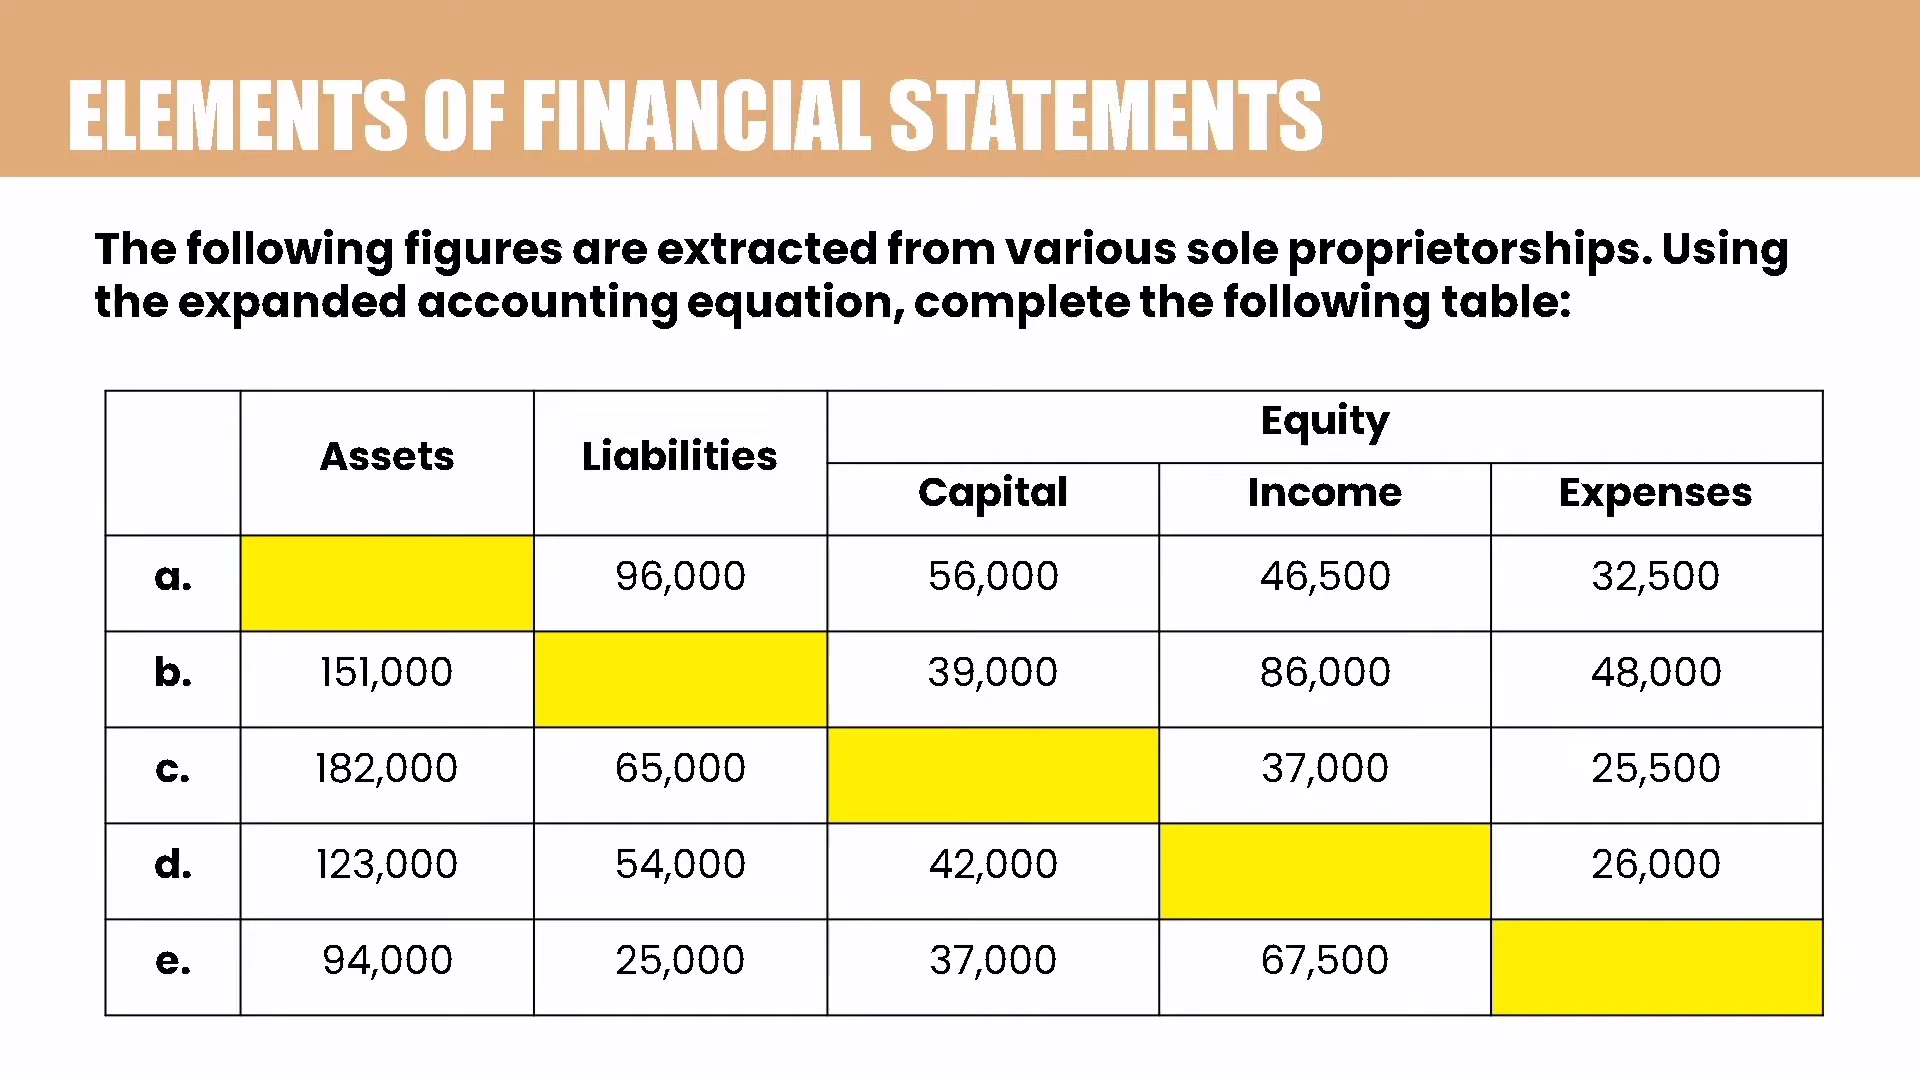 ELEMENTS OF FINANCIAL STATEMENTS
The following figures are extracted from various sole proprietorships. Using
the expanded accounting equation, complete the following table:
Assets Liabilities Equity
Capital Income Expenses
a. 96,000 56,000 46,500 32,500
b. 151,000 39,000 86,000 48,000
c. 182,000 65,000 37,000 25,500
d. 123,000 54,000 42,000 26,000
e. 94,000 25,000 37,000 67,500